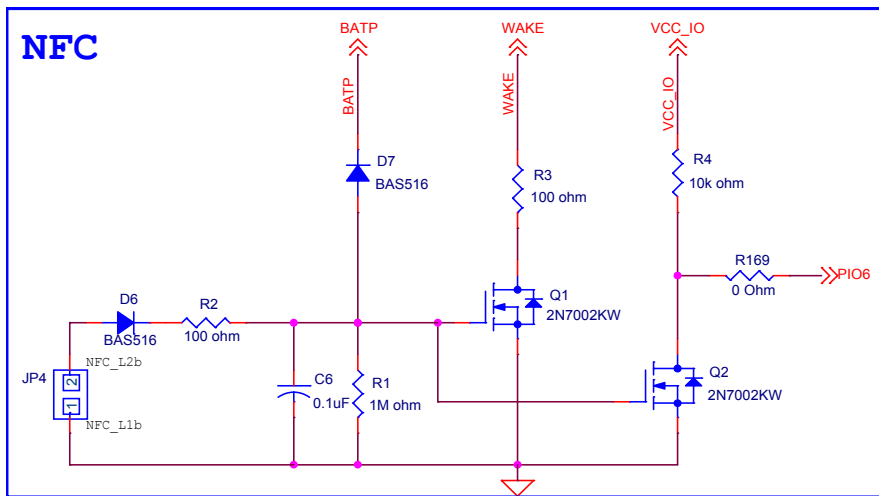 BATP
WAKE
VCC_IO
NFC
BATP
WAKE
VCC_IO
D7
BAS516
R3
100 ohm
R4
10k ohm
R169
0 Ohm
PIO6
D6
BAS516
R2
100 ohm
Q1
2N7002KW
NFC_L2b
JP4
2
1
NFC_L1b
C6
0.1uF
R1
1M ohm
Q2
2N7002KW